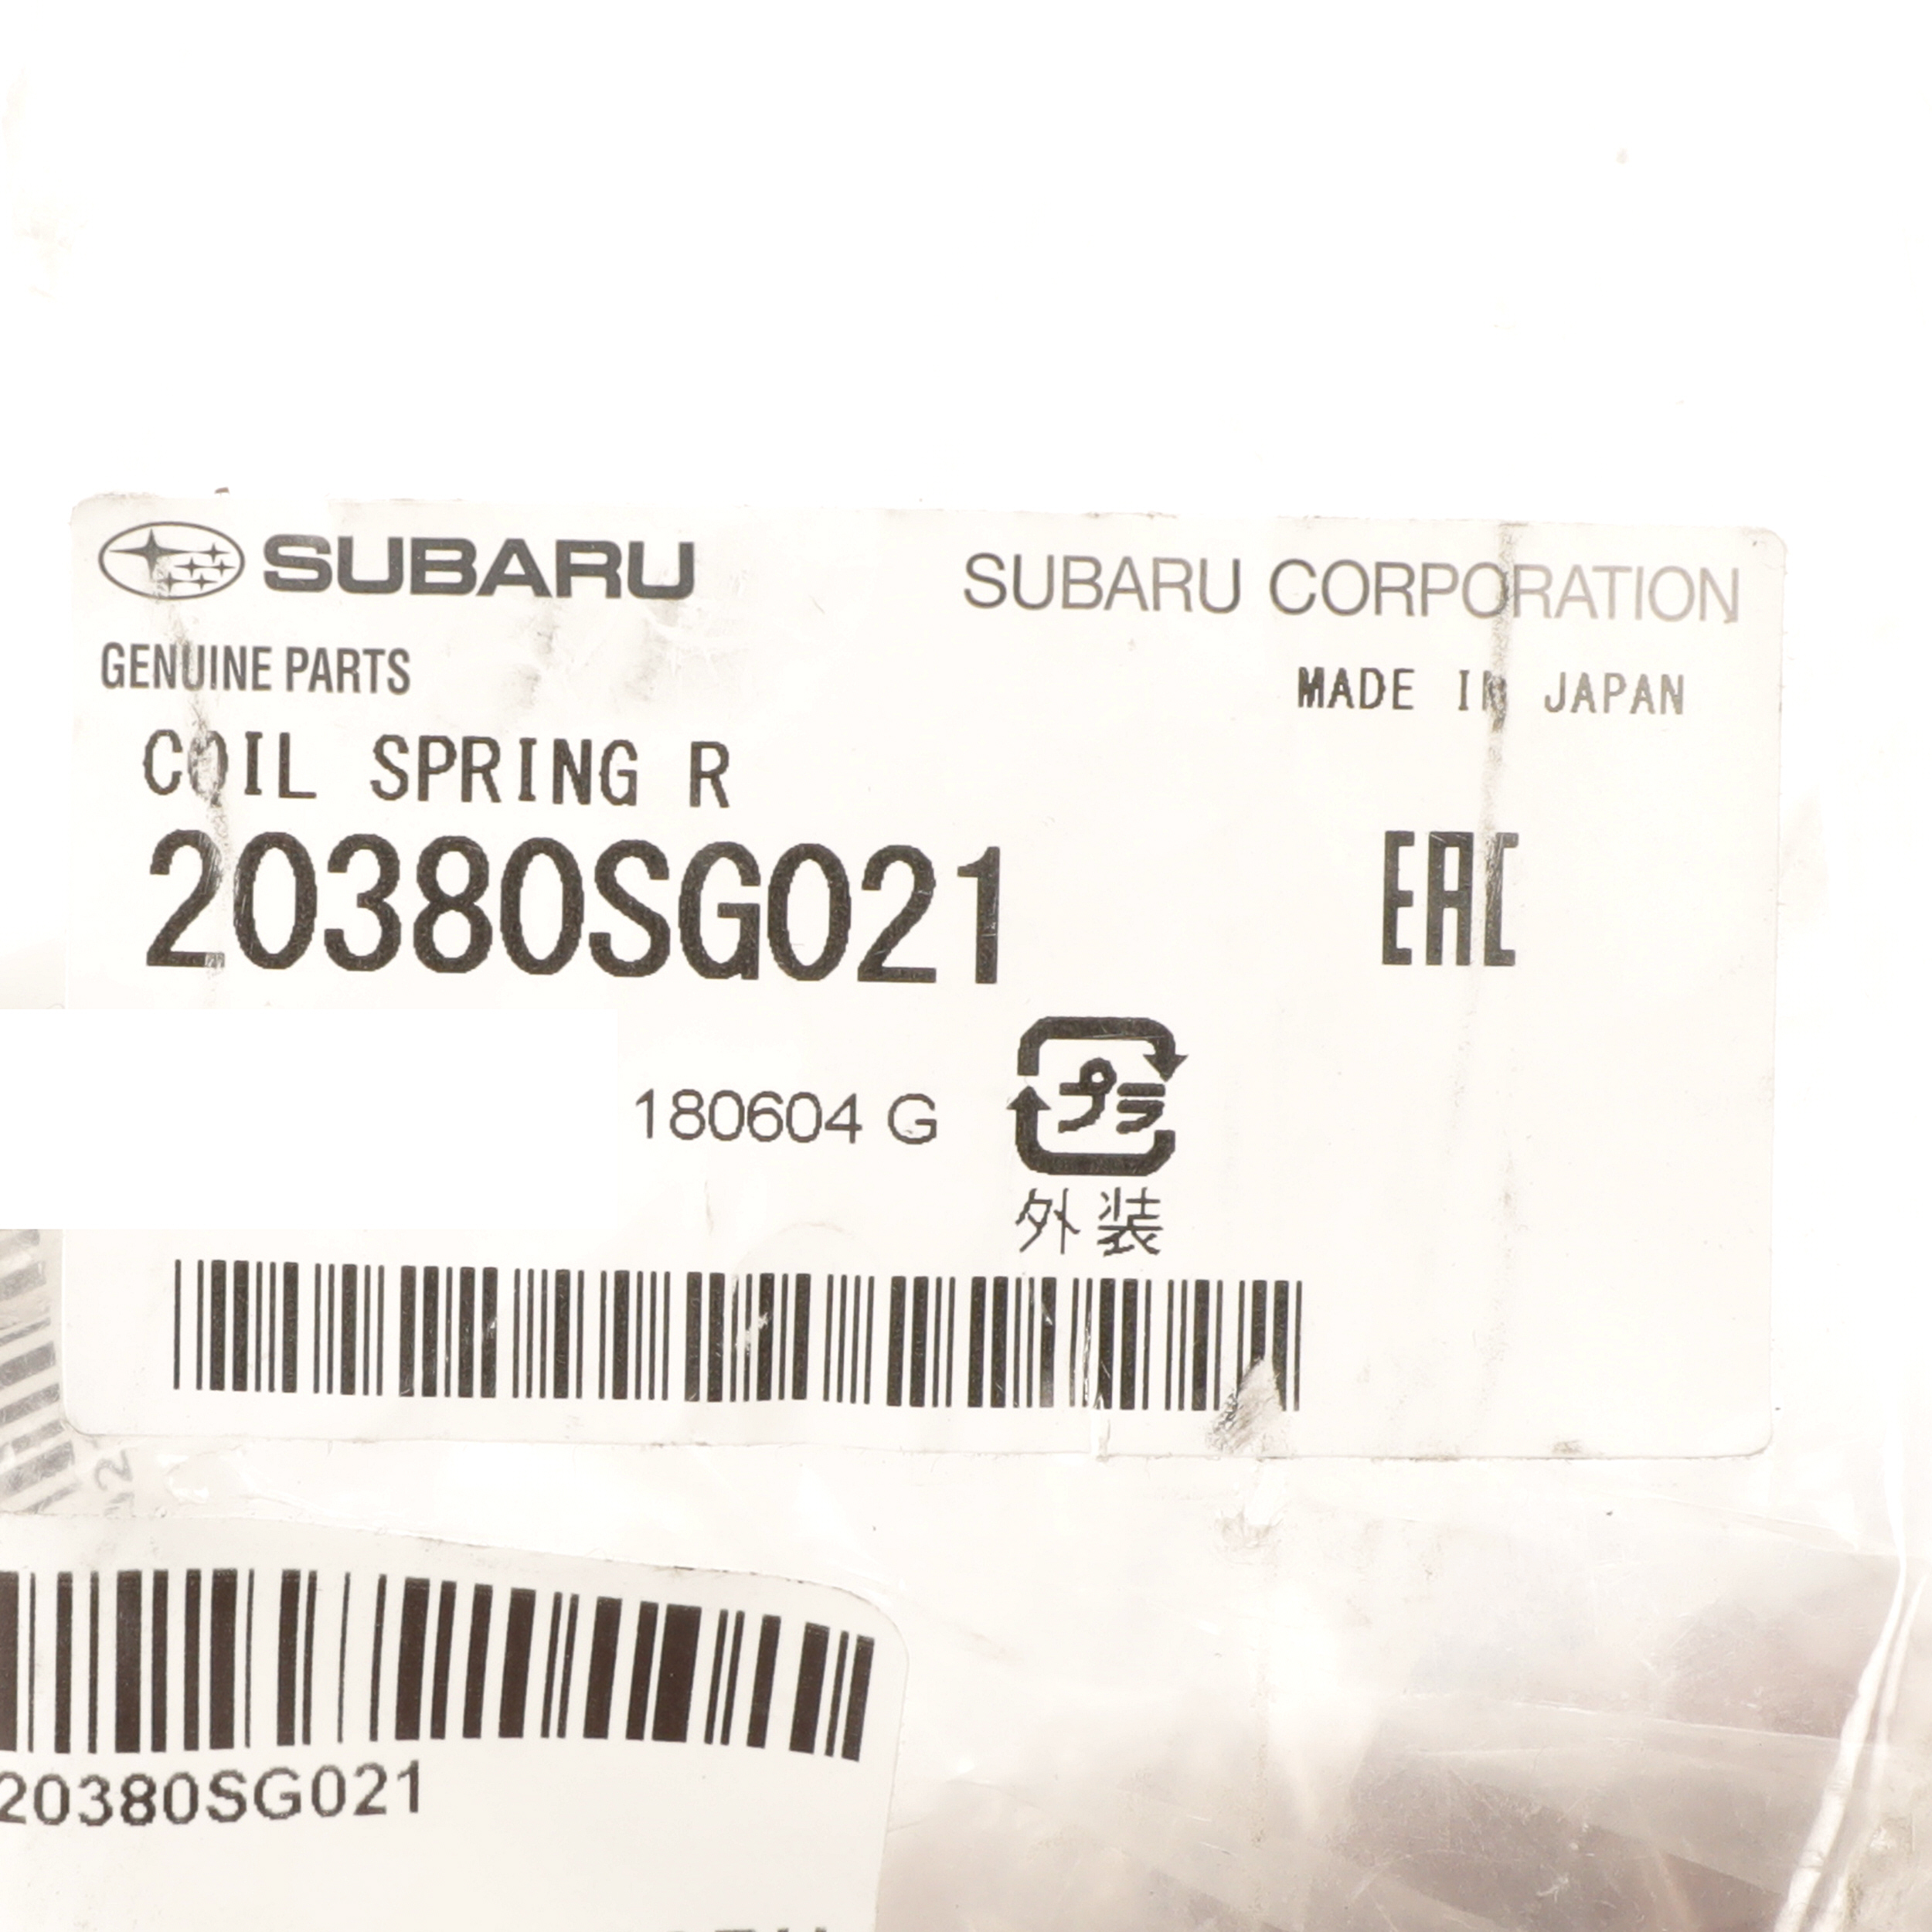 SUBARU SUBARU CORPORATION
GENUINE PARTS MADE IN JAPAN
COIL SPRING R
20380SG021 EAC
180604 G プラ
外装
20380SG021